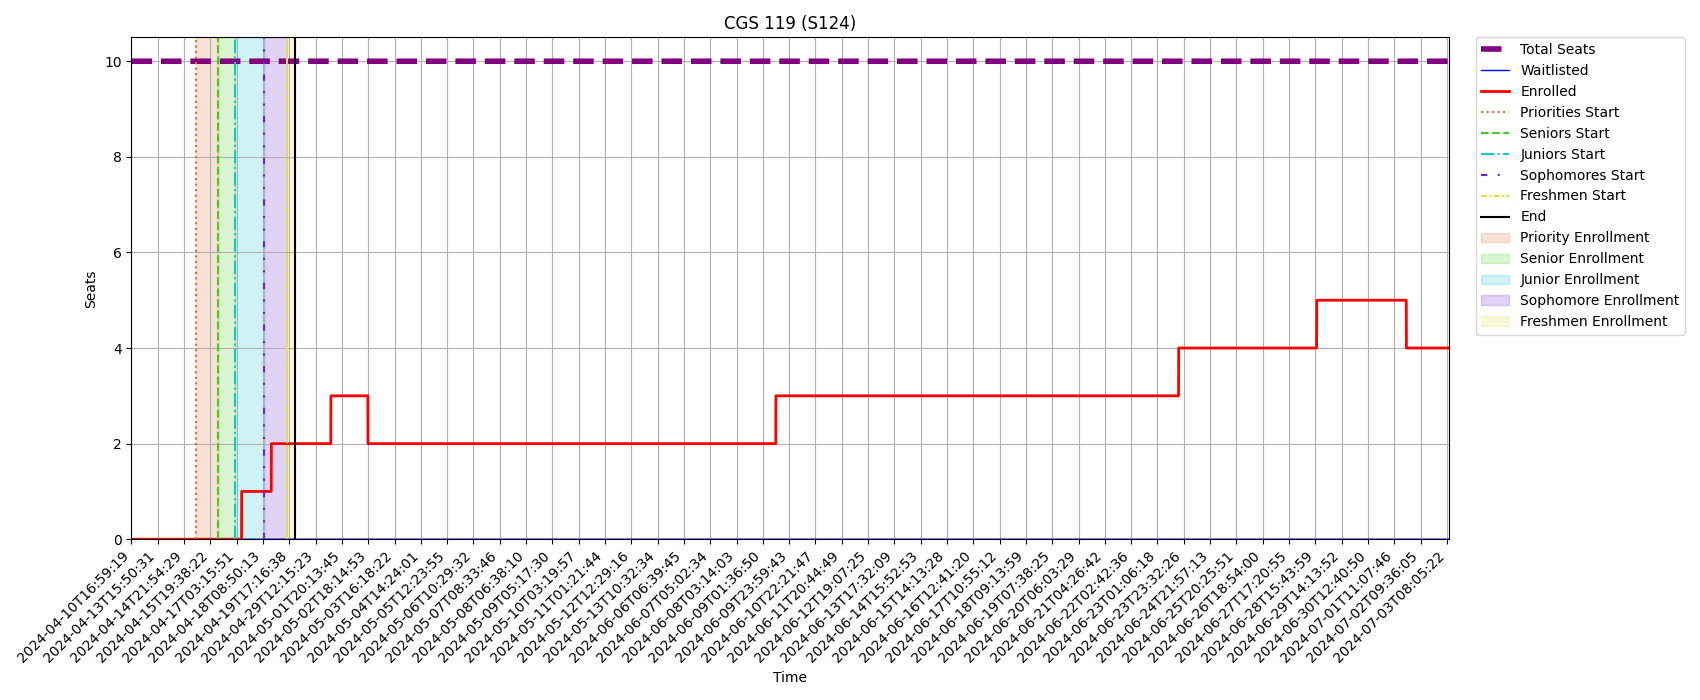 CGS 119 (S124)
Seats
10
8
6
4
2
0
2024-04-10T16:59:19
2024-04-13T15:50:31
2024-04-14T21:54:29
2024-04-15T19:38:22
2024-04-17T03:15:51
2024-04-18T08:50:13
2024-04-19T17:16:38
2024-04-29T12:15:23
2024-05-01T20:13:45
2024-05-02T18:14:53
2024-05-03T16:18:22
2024-05-04T14:24:01
2024-05-05T12:23:55
2024-05-06T10:29:32
2024-05-07T08:33:46
2024-05-08T06:38:10
2024-05-09T05:17:30
2024-05-10T03:19:57
2024-05-11T01:21:44
2024-05-12T12:29:16
2024-05-13T10:32:34
2024-06-06T06:39:45
2024-06-07T05:02:34
2024-06-08T03:14:03
2024-06-09T01:36:50
2024-06-09T23:59:43
2024-06-10T22:21:47
2024-06-11T20:44:49
2024-06-12T19:07:25
2024-06-13T17:32:09
2024-06-14T15:52:53
2024-06-15T14:13:28
2024-06-16T12:41:20
2024-06-17T10:55:12
2024-06-18T09:13:59
2024-06-19T07:38:25
2024-06-20T06:03:29
2024-06-21T04:26:42
2024-06-22T02:42:36
2024-06-23T01:06:18
2024-06-23T23:32:26
2024-06-24T21:57:13
2024-06-25T20:25:51
2024-06-26T18:54:00
2024-06-27T17:20:55
2024-06-28T15:43:59
2024-06-29T14:13:52
2024-06-30T12:40:50
2024-07-01T11:07:46
2024-07-02T09:36:05
2024-07-03T08:05:22
Time
Total Seats
Waitlisted
Enrolled
Priorities Start
Seniors Start
Juniors Start
Sophomores Start
Freshmen Start
End
Priority Enrollment
Senior Enrollment
Junior Enrollment
Sophomore Enrollment
Freshmen Enrollment